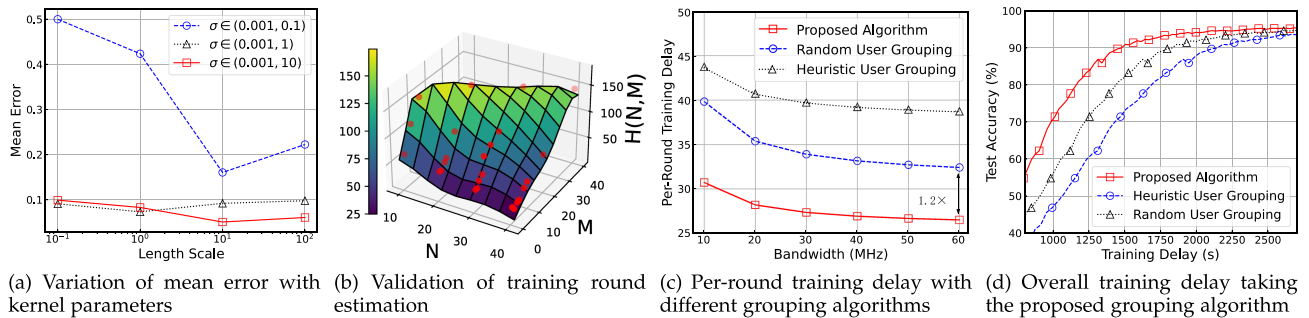 0.5
0.4
0.3
0.2
0.1
10⁻¹
10⁰
10¹
10²
Mean Error
Length Scale
σ∈(0.001, 0.1)
σ∈(0.001, 1)
σ∈(0.001, 10)
(a) Variation of mean error with
kernel parameters
150
125
100
75
50
25
10
20
30
40
N
0
10
20
30
40
M
50
100
150
H(N,M)
(b) Validation of training round
estimation
50
45
40
35
30
25
10
20
30
40
50
60
Per-Round Training Delay
Bandwidth (MHz)
Proposed Algorithm
Random User Grouping
Heuristic User Grouping
1.2×
(c) Per-round training delay with
different grouping algorithms
100
90
80
70
60
50
40
1000
1250
1500
1750
2000
2250
2500
Test Accuracy (%)
Training Delay (s)
Proposed Algorithm
Heuristic User Grouping
Random User Grouping
(d) Overall training delay taking
the proposed grouping algorithm